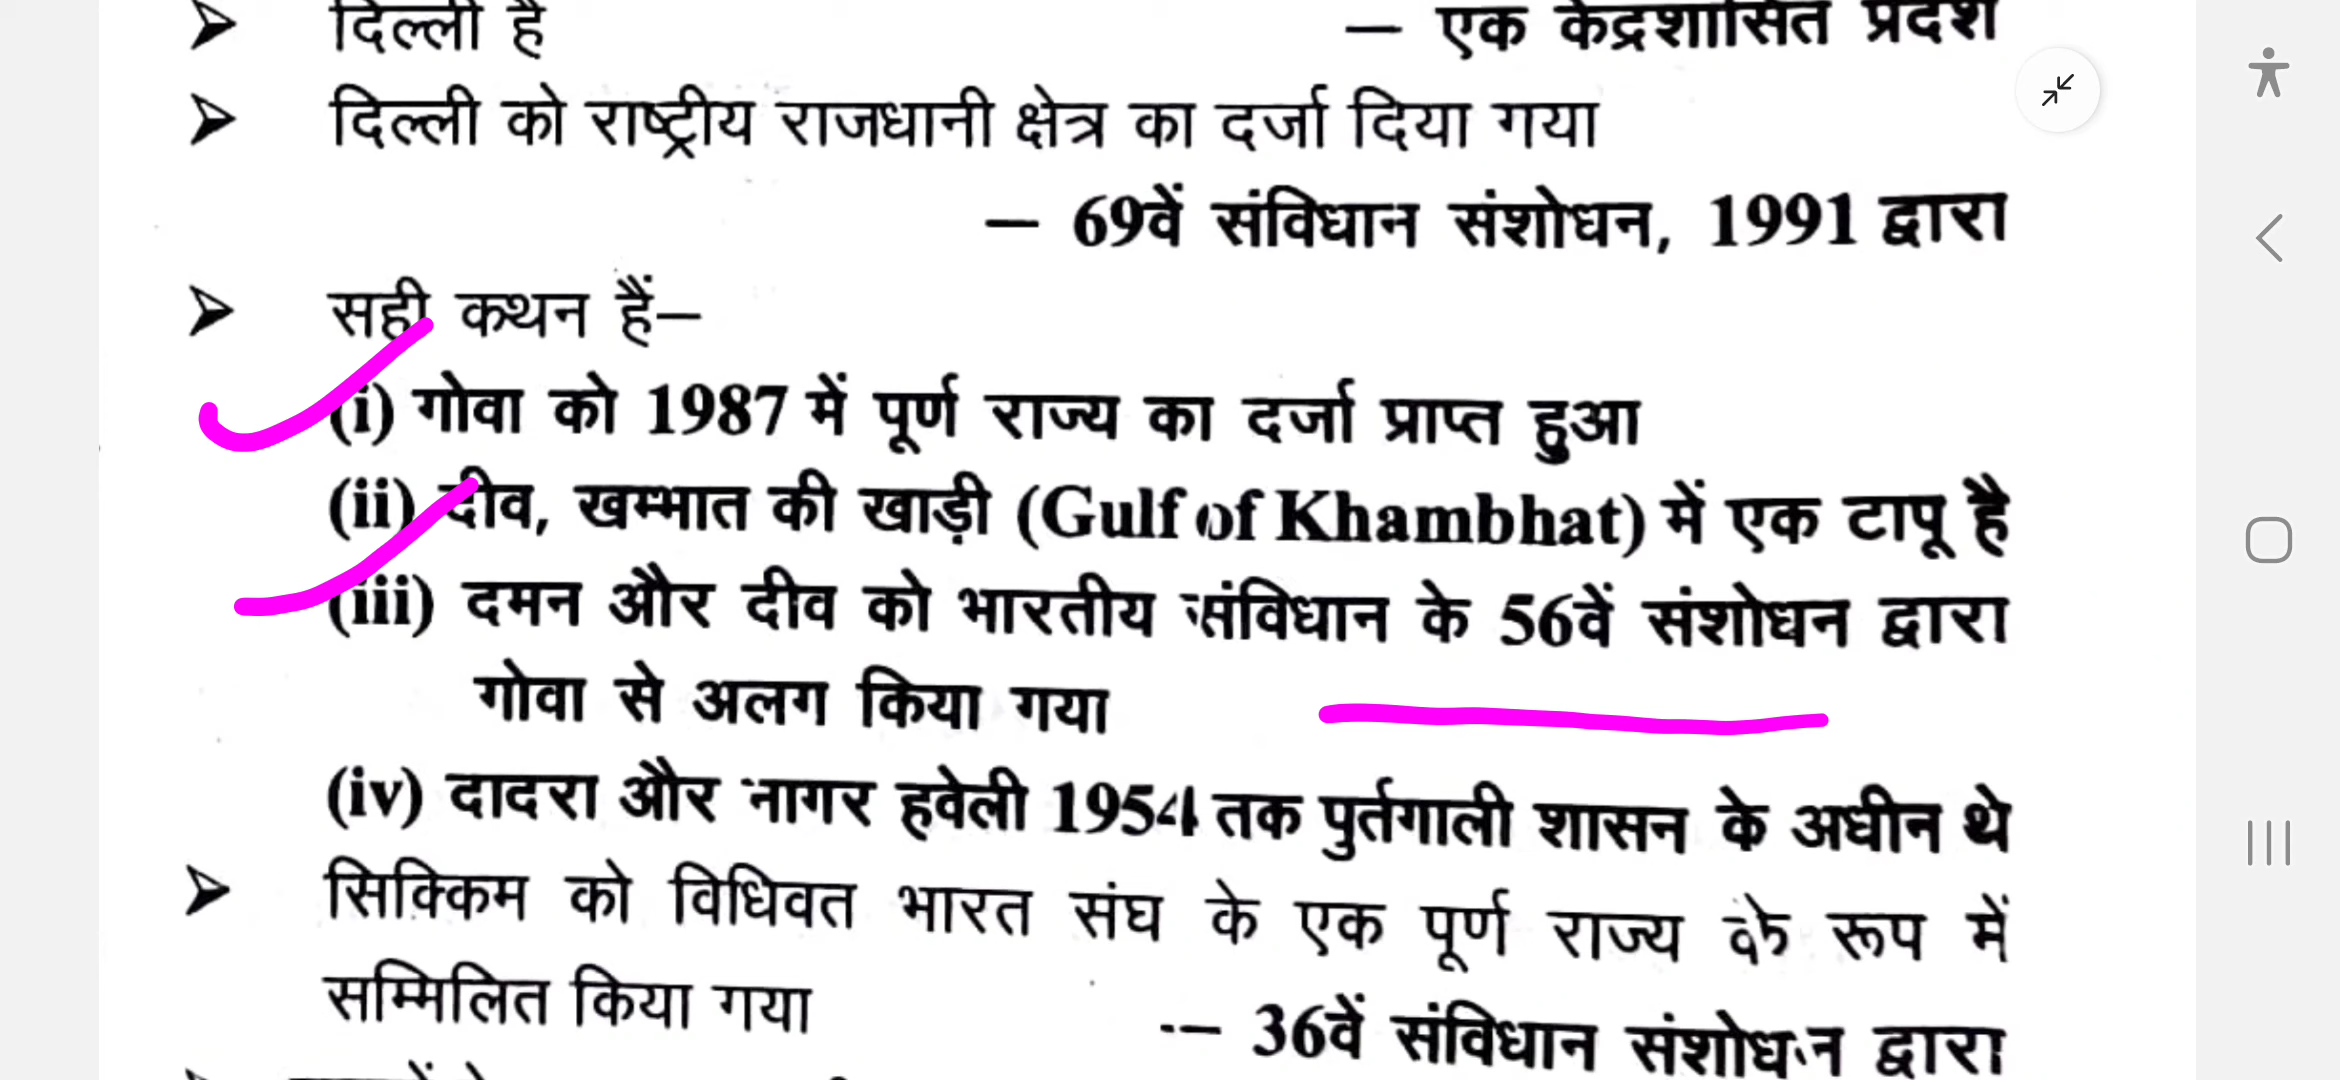 दिल्ली है — एक केंद्रशासित प्रदेश
दिल्ली को राष्ट्रीय राजधानी क्षेत्र का दर्जा दिया गया
— 69वें संविधान संशोधन, 1991 द्वारा
सही कथन हैं—
(i) गोवा को 1987 में पूर्ण राज्य का दर्जा प्राप्त हुआ
(ii) दीव, खम्भात की खाड़ी (Gulf of Khambhat) में एक टापू है
(iii) दमन और दीव को भारतीय संविधान के 56वें संशोधन द्वारा
गोवा से अलग किया गया
(iv) दादरा और नागर हवेली 1954 तक पुर्तगाली शासन के अधीन थे
सिक्किम को विधिवत भारत संघ के एक पूर्ण राज्य के रूप में
सम्मिलित किया गया
— 36वें संविधान संशोधन द्वारा